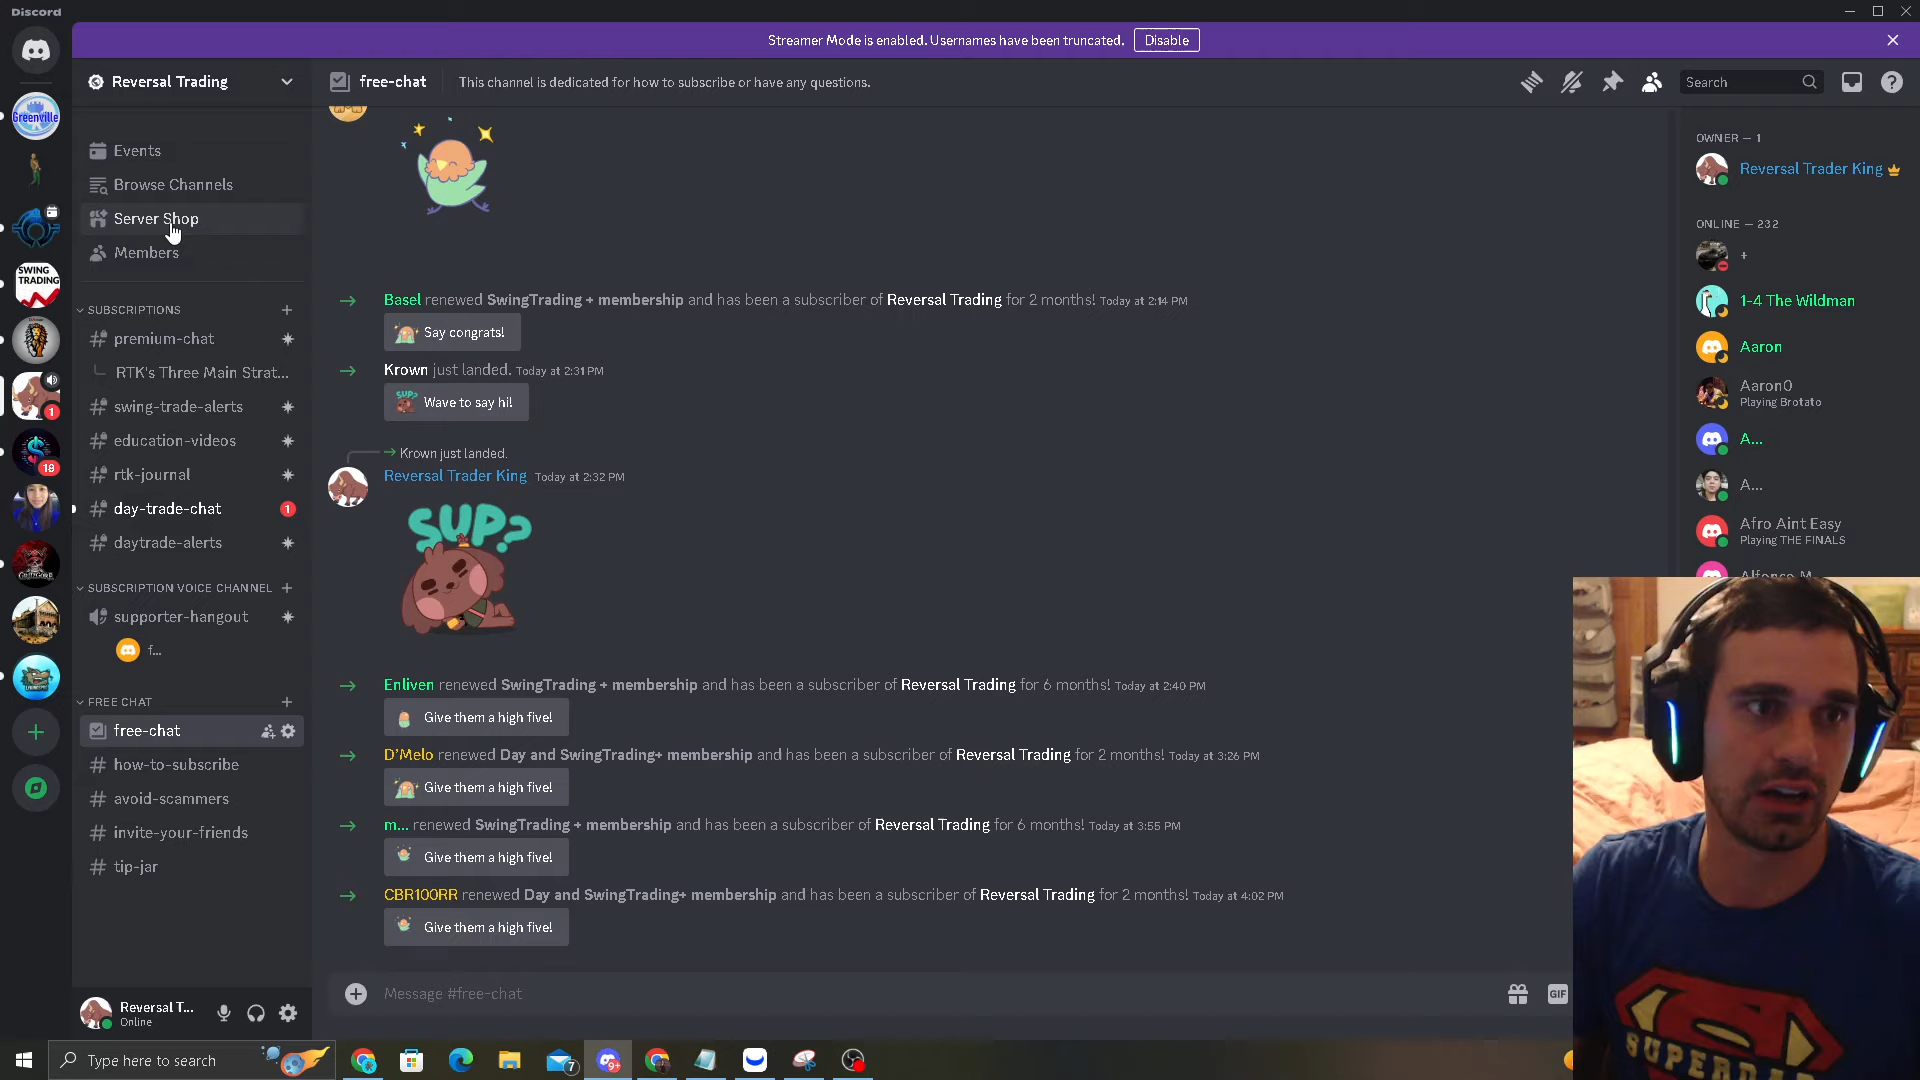 Discord
Streamer Mode is enabled. Usernames have been truncated. Disable
Reversal Trading
free-chat
This channel is dedicated for how to subscribe or have any questions.
Search
Greenville
SWING
TRADING
1
19
Events
Browse Channels
Server Shop
Members
SUBSCRIPTIONS
premium-chat
RTK's Three Main Strat...
swing-trade-alerts
education-videos
rtk-journal
day-trade-chat
1
daytrade-alerts
SUBSCRIPTION VOICE CHANNEL
supporter-hangout
f...
FREE CHAT
free-chat
how-to-subscribe
avoid-scammers
invite-your-friends
tip-jar
Reversal T...
Online
Basel renewed SwingTrading + membership and has been a subscriber of Reversal Trading for 2 months! Today at 2:14 PM
Say congrats!
Krown just landed. Today at 2:31 PM
SUP?
Wave to say hi!
Krown just landed.
Reversal Trader King Today at 2:32 PM
SUP?
Enliven renewed SwingTrading + membership and has been a subscriber of Reversal Trading for 6 months! Today at 2:40 PM
Give them a high five!
D'Melo renewed Day and SwingTrading+ membership and has been a subscriber of Reversal Trading for 2 months! Today at 3:26 PM
Give them a high five!
m... renewed SwingTrading + membership and has been a subscriber of Reversal Trading for 6 months! Today at 3:55 PM
Give them a high five!
CBR100RR renewed Day and SwingTrading+ membership and has been a subscriber of Reversal Trading for 2 months! Today at 4:02 PM
Give them a high five!
Message #free-chat
GIF
OWNER — 1
Reversal Trader King
ONLINE — 232
+
1-4 The Wildman
Aaron
Aaron0
Playing Brotato
A...
A...
Afro Aint Easy
Playing THE FINALS
Alfonso M
Type here to search
7
9+